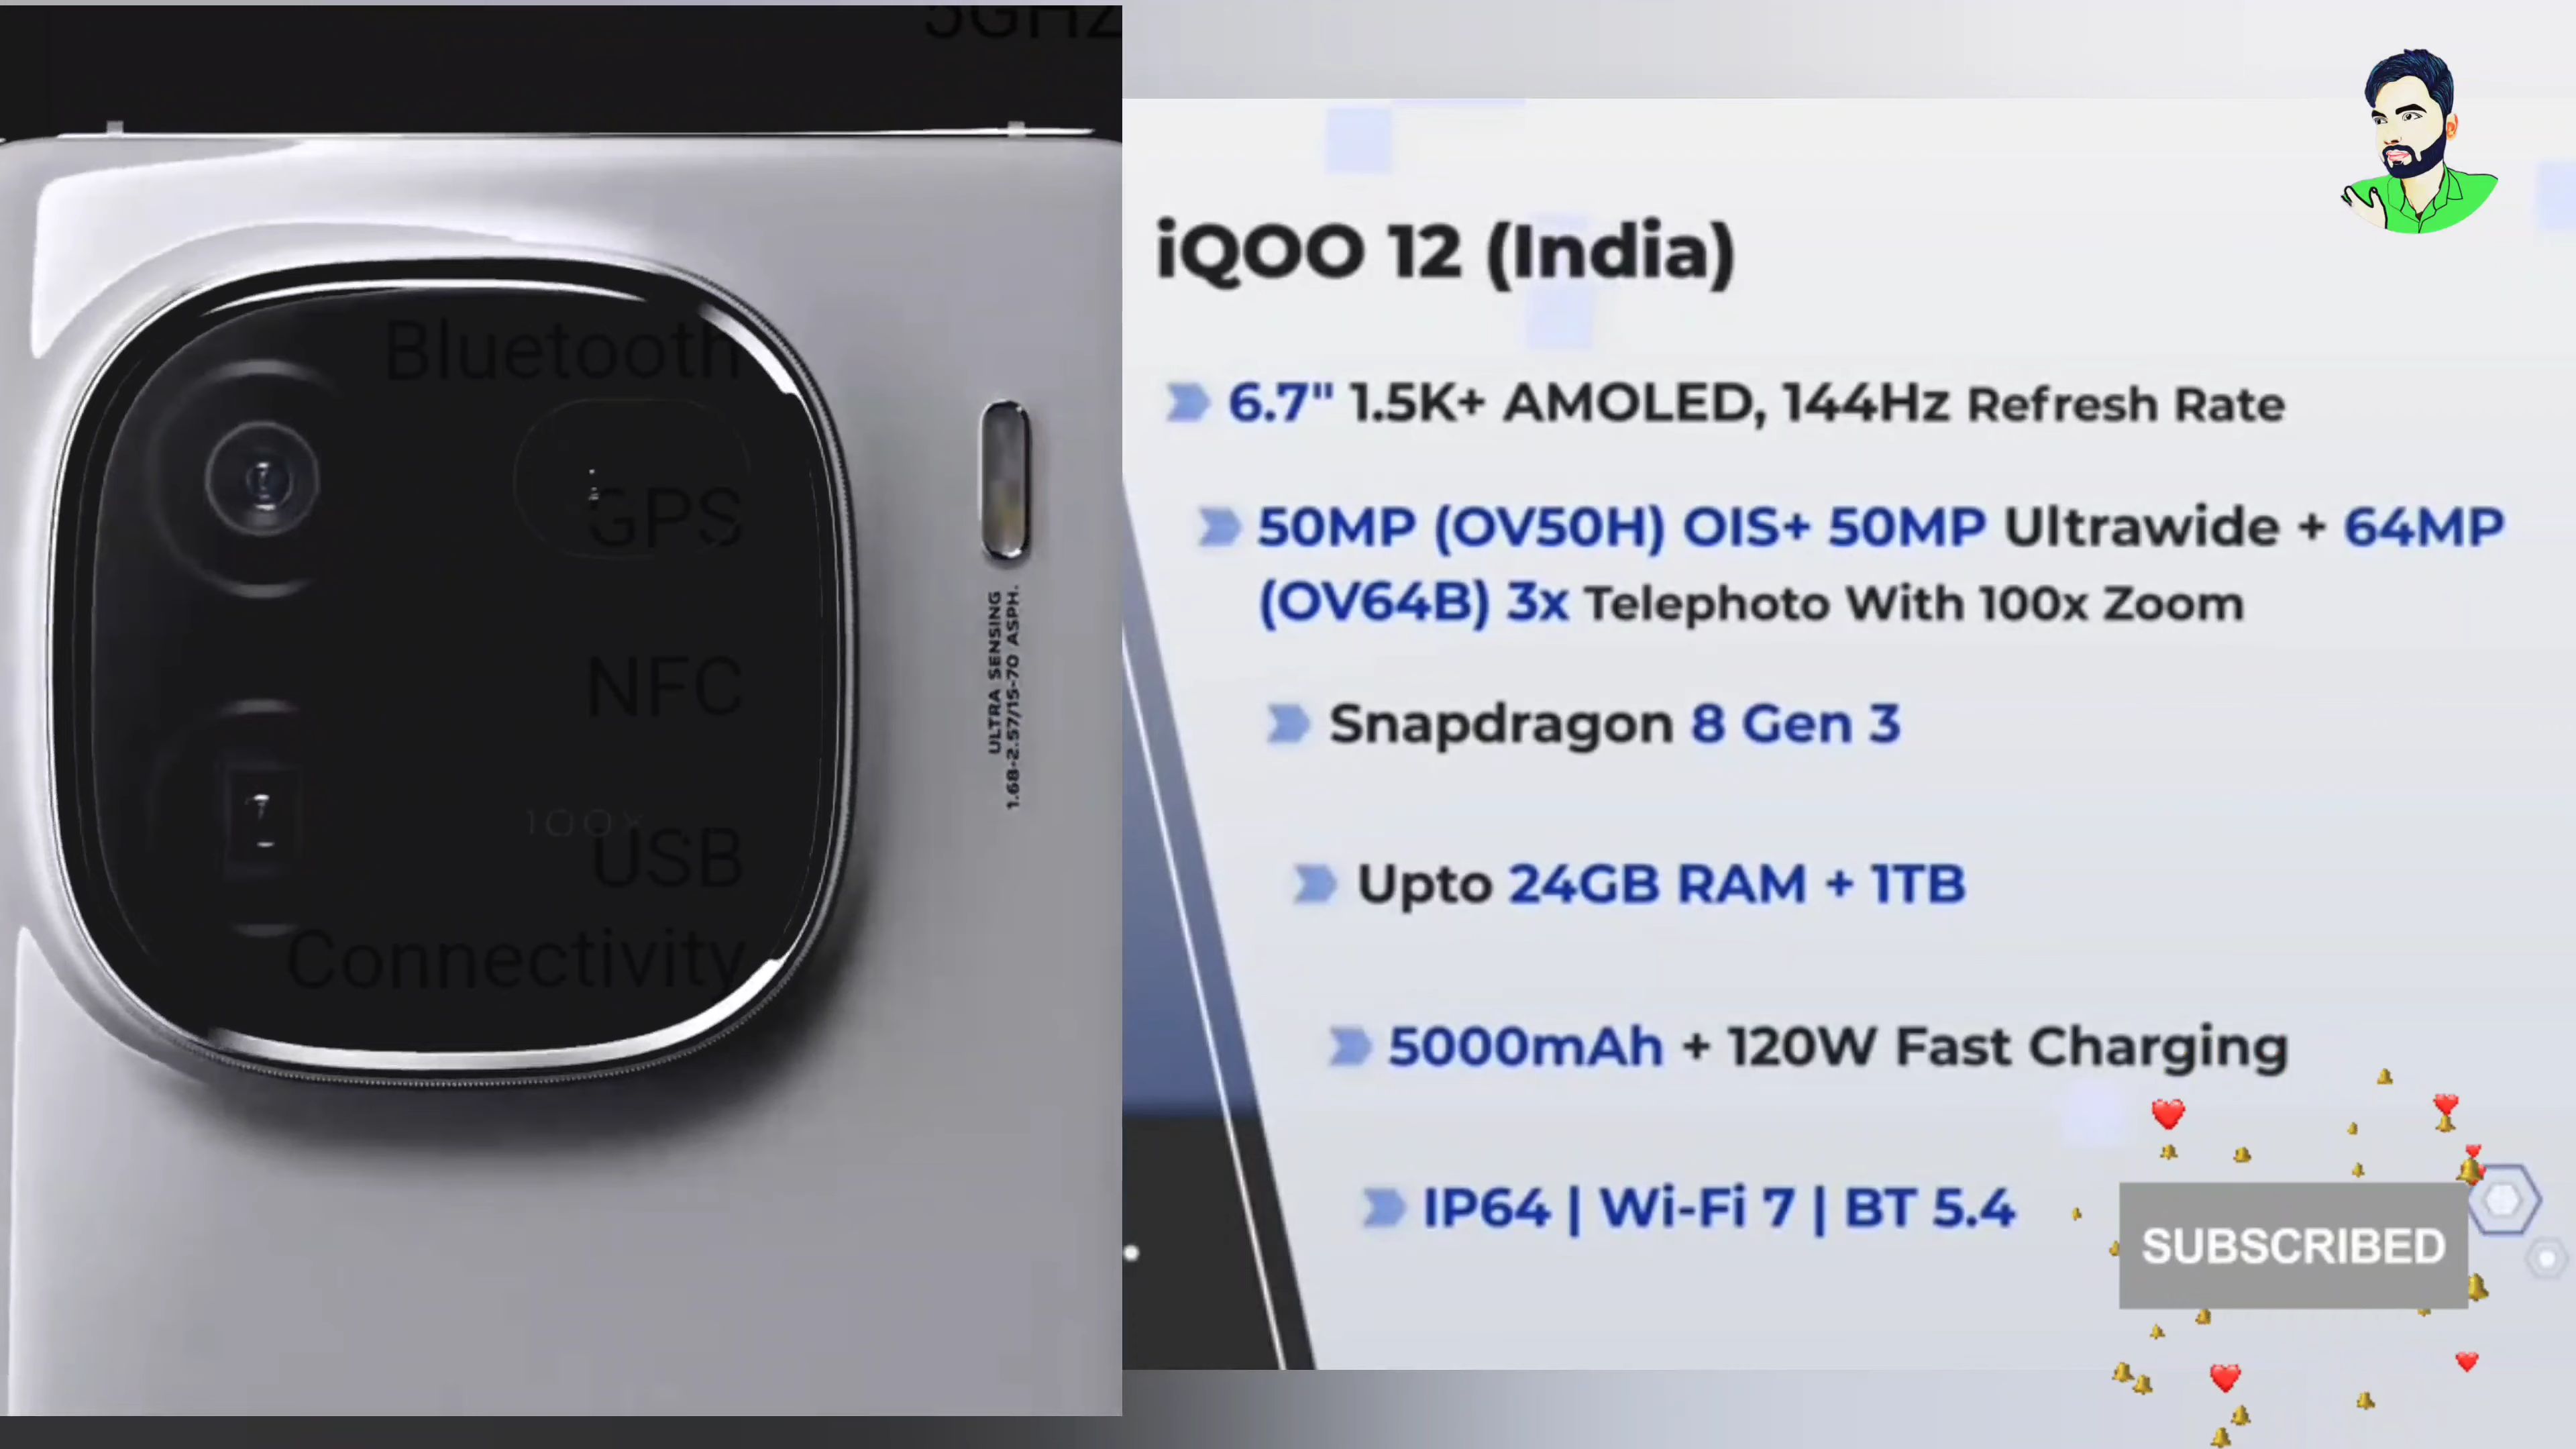 5GHz
Bluetooth
GPS
NFC
100x
USB
Connectivity
ULTRA SENSING
1.68-2.57/15-70 ASPH.
iQOO 12 (India)
6.7" 1.5K+ AMOLED, 144Hz Refresh Rate
50MP (OV50H) OIS+ 50MP Ultrawide + 64MP
(OV64B) 3x Telephoto With 100x Zoom
Snapdragon 8 Gen 3
Upto 24GB RAM + 1TB
5000mAh + 120W Fast Charging
IP64 | Wi-Fi 7 | BT 5.4
SUBSCRIBED